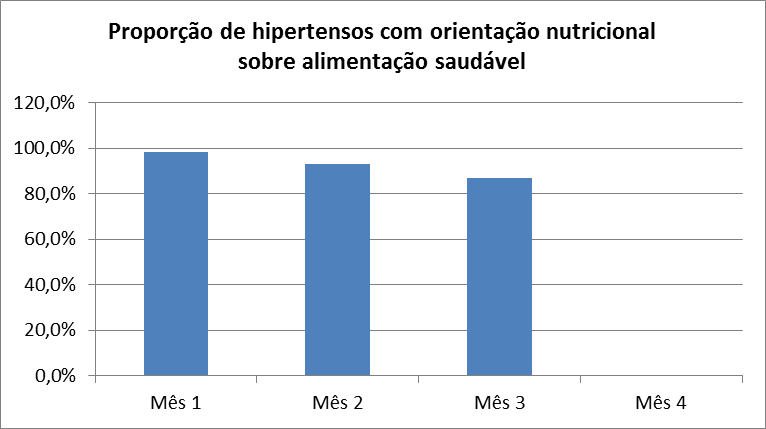 Proporção de hipertensos com orientação nutricional
sobre alimentação saudável
120,0%
100,0%
80,0%
60,0%
40,0%
20,0%
0,0%
Mês 1 Mês 2 Mês 3 Mês 4